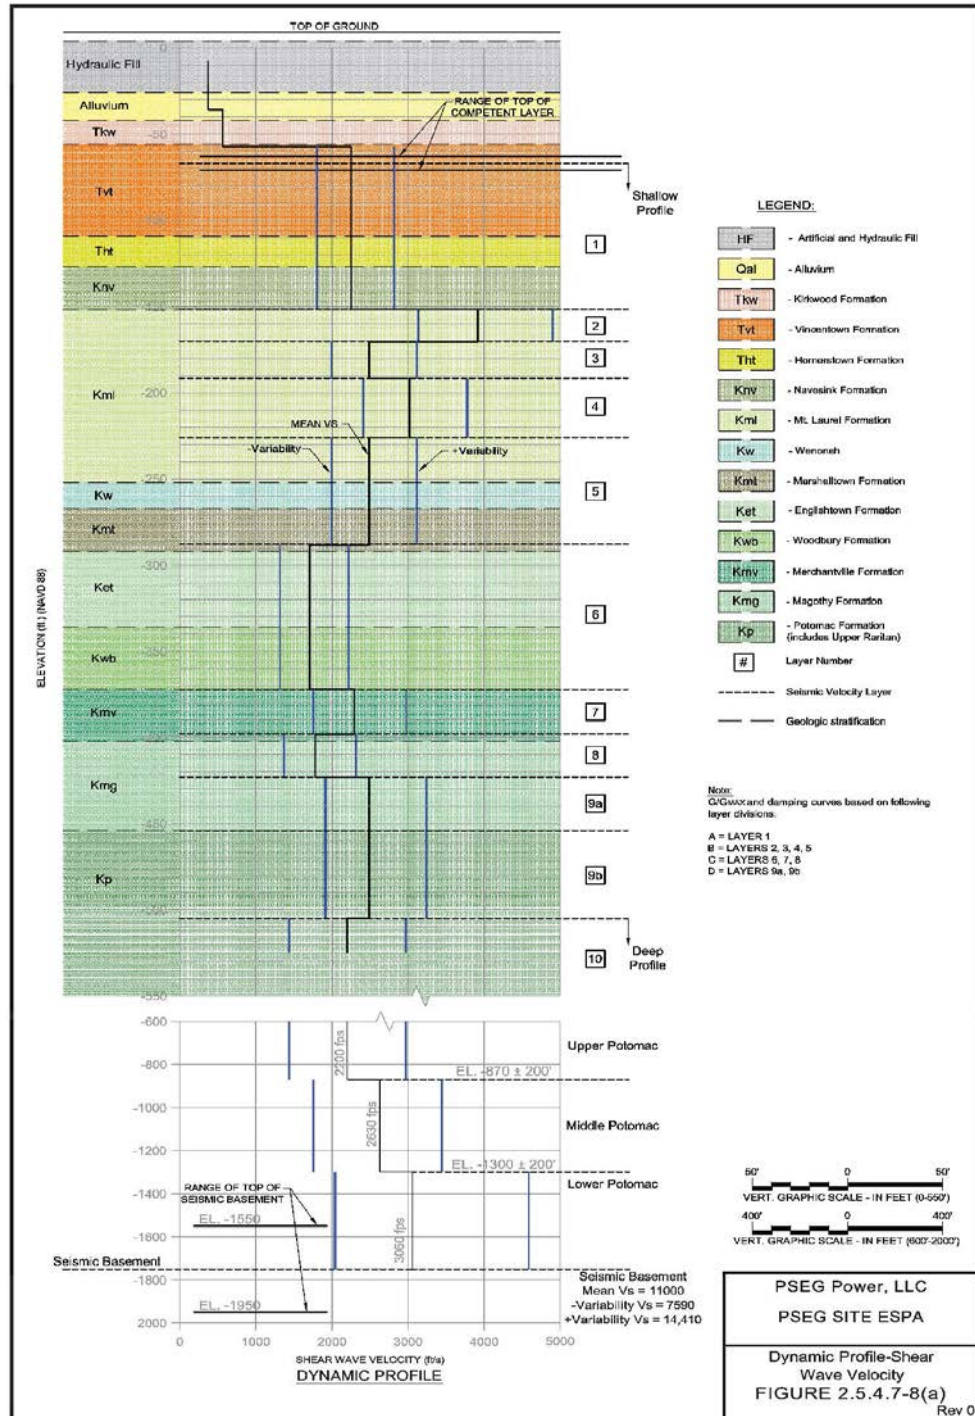 TOP OF GROUND
0
Hydraulic Fill
Alluvium
RANGE OF TOP OF
COMPETENT LAYER
Tkw
-50
Tvt
Shallow
Profile
Tht
1
Knv
2
3
Kml
-200
4
MEAN VS
-Variability
+Variability
-250
5
Kw
Kmt
-300
Ket
6
-350
Kwb
Kmv
7
8
Kmg
9a
-450
Kp
9b
Deep
Profile
10
-550
ELEVATION (ft.) (NAVD 88)
LEGEND:
HF - Artificial and Hydraulic Fill
Qal - Alluvium
Tkw - Kirkwood Formation
Tvt - Vincentown Formation
Tht - Hornerstown Formation
Knv - Navesink Formation
Kml - Mt. Laurel Formation
Kw - Wenonah
Kmt - Marshalltown Formation
Ket - Englishtown Formation
Kwb - Woodbury Formation
Kmv - Merchantville Formation
Kmg - Magothy Formation
Kp - Potomac Formation
(includes Upper Raritan)
# Layer Number
Seismic Velocity Layer
Geologic stratification
Note:
G/GMAX and damping curves based on following
layer divisions:
A = LAYER 1
B = LAYERS 2, 3, 4, 5
C = LAYERS 6, 7, 8
D = LAYERS 9a, 9b
-600
Upper Potomac
2200 fps
-800
EL. -870 ± 200'
-1000
2630 fps
Middle Potomac
-1200
EL. -1300 ± 200'
Lower Potomac
-1400
RANGE OF TOP OF
SEISMIC BASEMENT
EL. -1550
3060 fps
-1600
Seismic Basement
-1800
EL. -1950
2000
0 1000 2000 3000 4000 5000
SHEAR WAVE VELOCITY (ft/s)
DYNAMIC PROFILE
Seismic Basement
Mean Vs = 11000
-Variability Vs = 7590
+Variability Vs = 14,410
50' 0 50'
VERT. GRAPHIC SCALE - IN FEET (0-550')
400' 0 400'
VERT. GRAPHIC SCALE - IN FEET (600'-2000')
PSEG Power, LLC
PSEG SITE ESPA
Dynamic Profile-Shear
Wave Velocity
FIGURE 2.5.4.7-8(a)
Rev 0